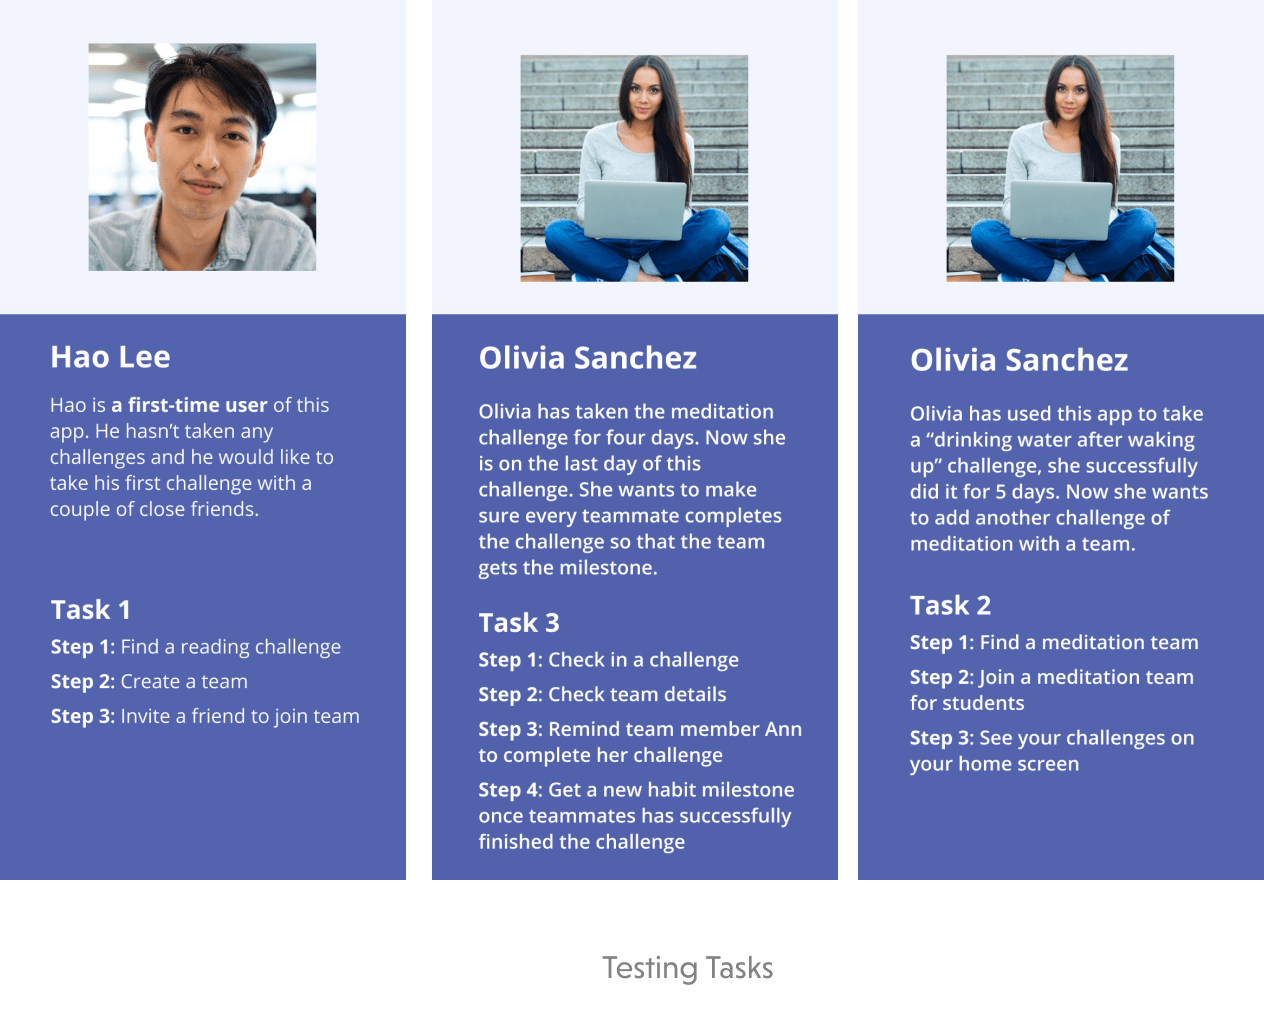 Hao Lee
Hao is a first-time user of this
app. He hasn’t taken any
challenges and he would like to
take his first challenge with a
couple of close friends.
Task 1
Step 1: Find a reading challenge
Step 2: Create a team
Step 3: Invite a friend to join team
Olivia Sanchez
Olivia has taken the meditation
challenge for four days. Now she
is on the last day of this
challenge. She wants to make
sure every teammate completes
the challenge so that the team
gets the milestone.
Task 3
Step 1: Check in a challenge
Step 2: Check team details
Step 3: Remind team member Ann
to complete her challenge
Step 4: Get a new habit milestone
once teammates has successfully
finished the challenge
Olivia Sanchez
Olivia has used this app to take
a “drinking water after waking
up” challenge, she successfully
did it for 5 days. Now she wants
to add another challenge of
meditation with a team.
Task 2
Step 1: Find a meditation team
Step 2: Join a meditation team
for students
Step 3: See your challenges on
your home screen
Testing Tasks